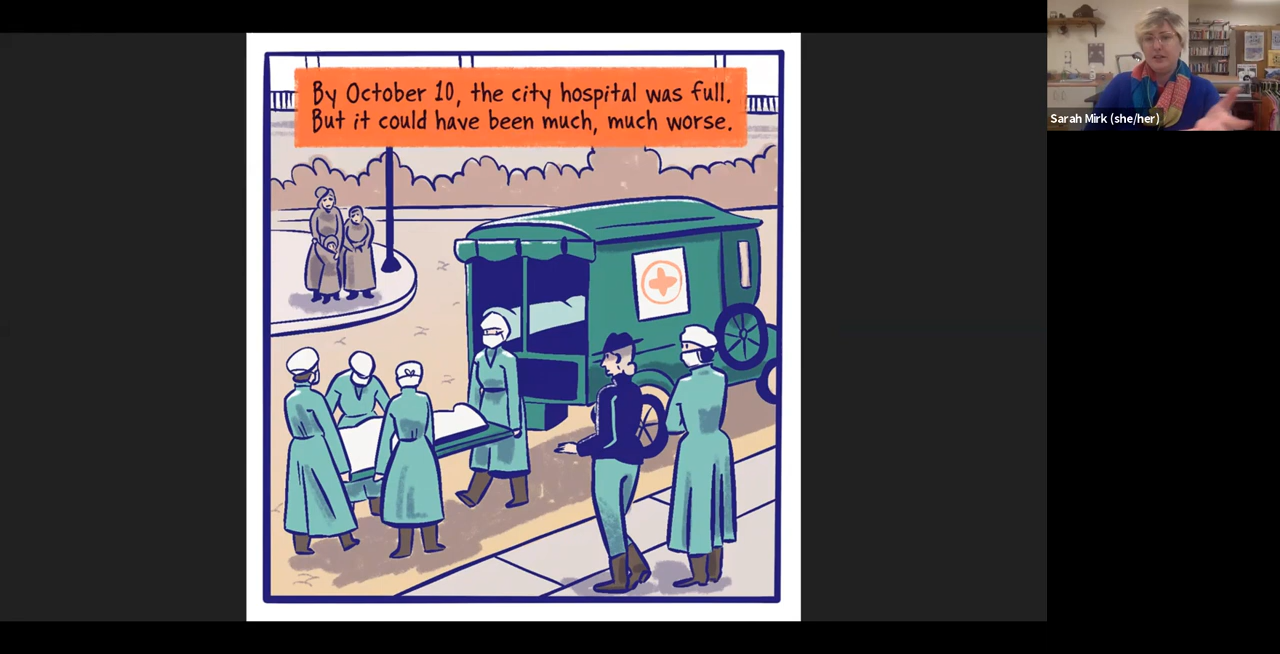 By October 10, the city hospital was full.
But it could have been much, much worse.
Sarah Mirk (she/her)